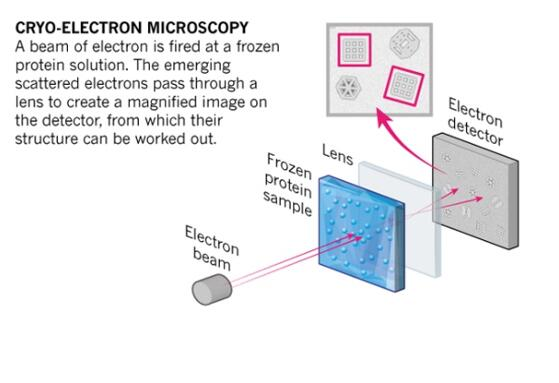 CRYO-ELECTRON MICROSCOPY
A beam of electron is fired at a frozen
protein solution. The emerging
scattered electrons pass through a
lens to create a magnified image on
the detector, from which their
structure can be worked out.
Electron
detector
Lens
Frozen
protein
sample
Electron
beam